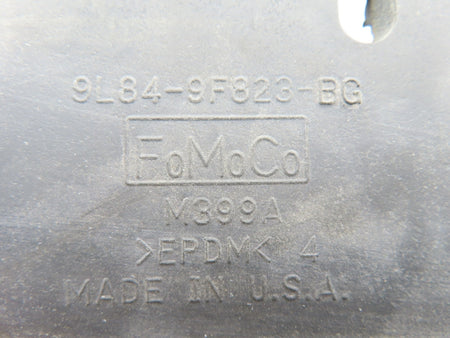 9L84-9F823-BG
FoMoCo
M399A
>EPDM< 4
MADE IN U.S.A.